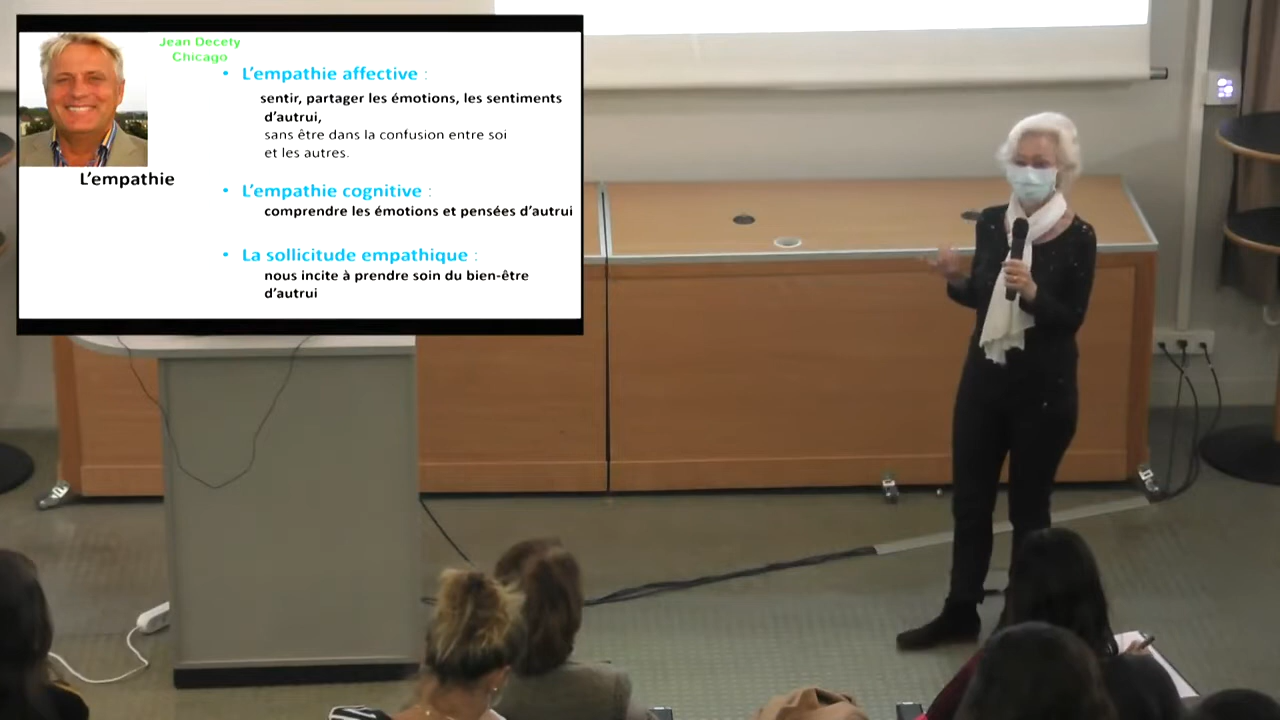 Jean Decety
Chicago
L'empathie
• L'empathie affective :
sentir, partager les émotions, les sentiments
d'autrui,
sans être dans la confusion entre soi
et les autres.
• L'empathie cognitive :
comprendre les émotions et pensées d'autrui
• La sollicitude empathique :
nous incite à prendre soin du bien-être
d'autrui